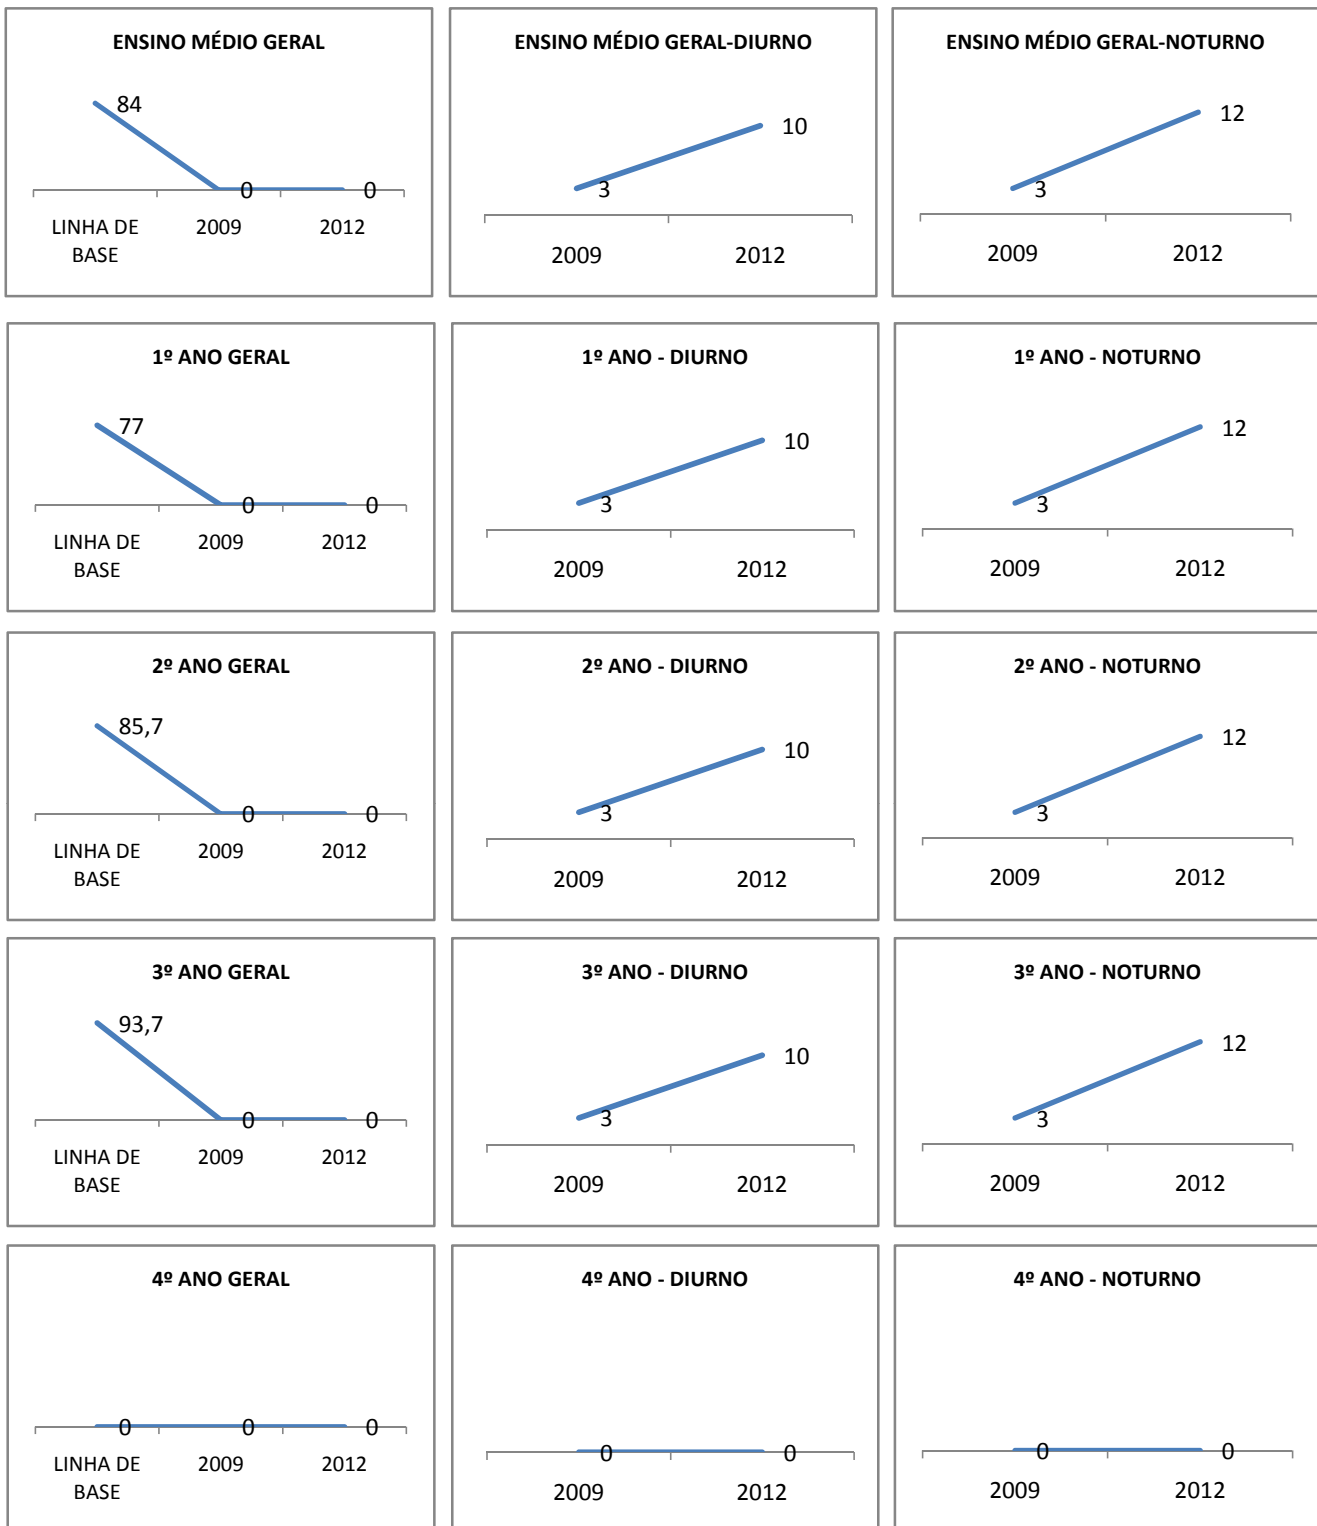 ENSINO MÉDIO GERAL
84
0
0
LINHA DE
BASE
2009
2012
ENSINO MÉDIO GERAL-DIURNO
10
3
2009
2012
ENSINO MÉDIO GERAL-NOTURNO
12
3
2009
2012
1º ANO GERAL
77
0
0
LINHA DE
BASE
2009
2012
1º ANO - DIURNO
10
3
2009
2012
1º ANO - NOTURNO
12
3
2009
2012
2º ANO GERAL
85,7
0
0
LINHA DE
BASE
2009
2012
2º ANO - DIURNO
10
3
2009
2012
2º ANO - NOTURNO
12
3
2009
2012
3º ANO GERAL
93,7
0
0
LINHA DE
BASE
2009
2012
3º ANO - DIURNO
10
3
2009
2012
3º ANO - NOTURNO
12
3
2009
2012
4º ANO GERAL
0
0
0
LINHA DE
BASE
2009
2012
4º ANO - DIURNO
0
0
2009
2012
4º ANO - NOTURNO
0
0
2009
2012